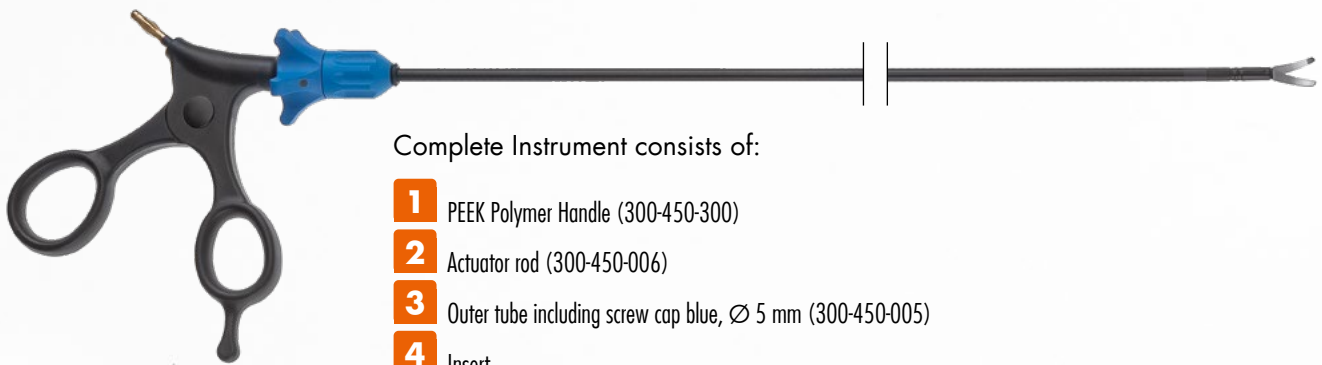 Complete Instrument consists of:
1 PEEK Polymer Handle (300-450-300)
2 Actuator rod (300-450-006)
3 Outer tube including screw cap blue, Ø 5 mm (300-450-005)
4 Insert